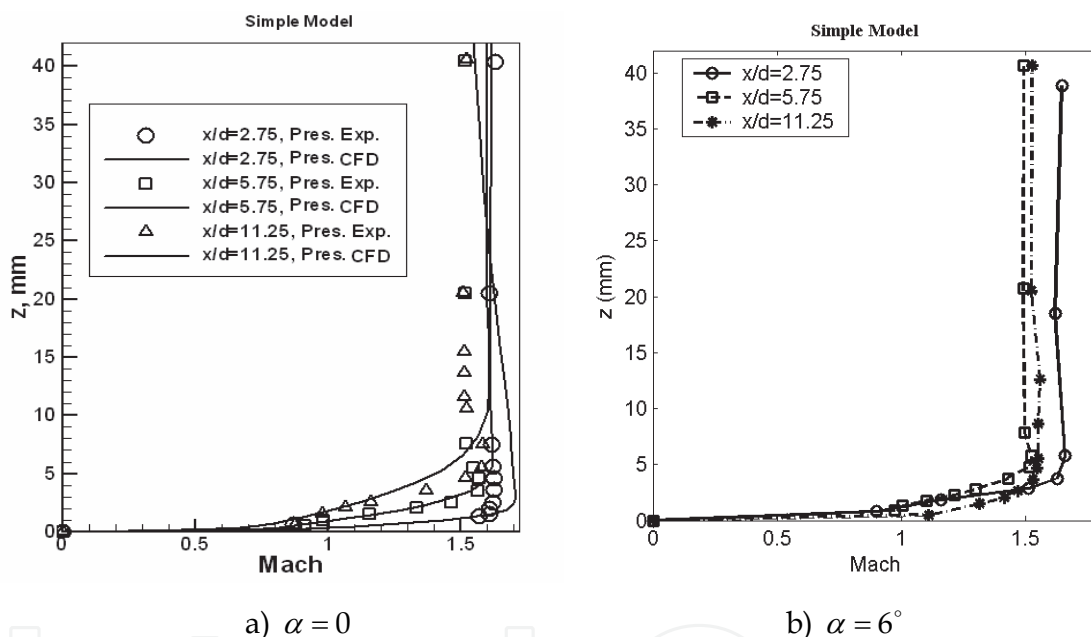 Simple Model
40
35
30
25
20
15
10
5
0
z, mm
x/d=2.75, Pres. Exp.
x/d=2.75, Pres. CFD
x/d=5.75, Pres. Exp.
x/d=5.75, Pres. CFD
x/d=11.25, Pres. Exp.
x/d=11.25, Pres. CFD
0 0.5 1 1.5
Mach
a) α = 0
Simple Model
40
35
30
25
20
15
10
5
0
z (mm)
x/d=2.75
x/d=5.75
x/d=11.25
0 0.5 1 1.5
Mach
b) α = 6°